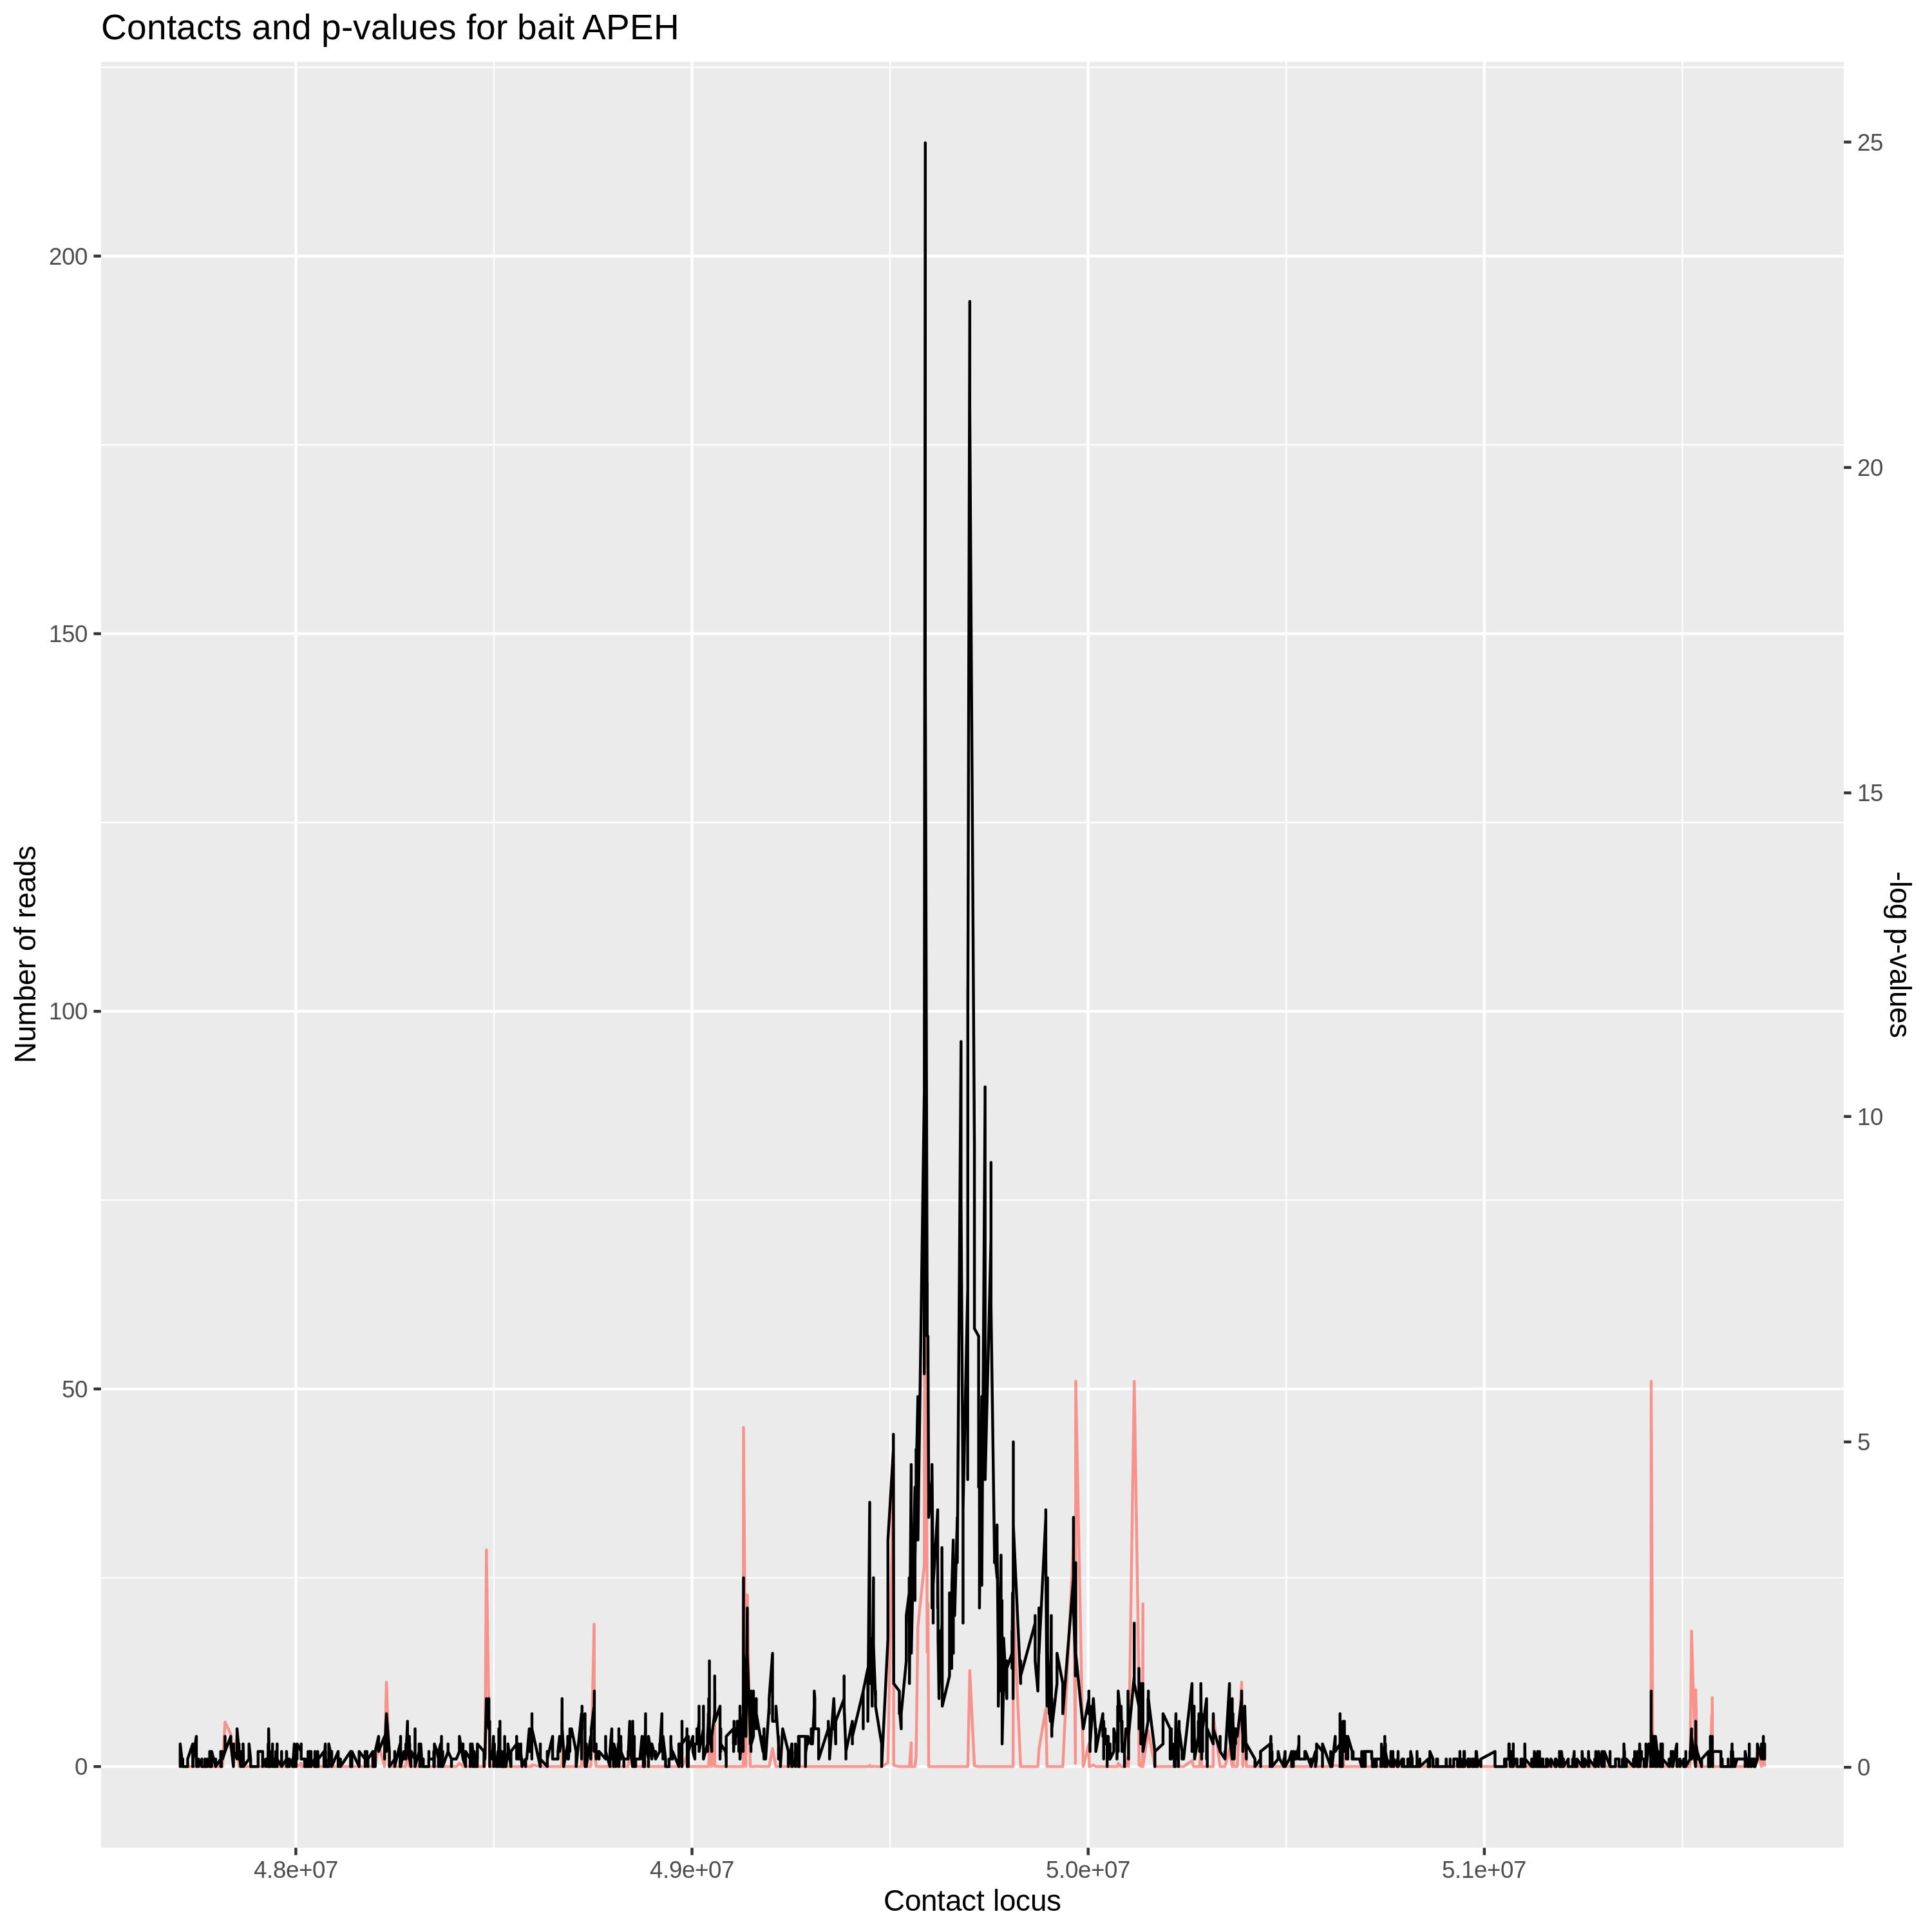 Contacts and p-values for bait APEH
Number of reads
200
150
100
50
0
25
20
15
10
5
0
-log p-values
4.8e+07
4.9e+07
5.0e+07
5.1e+07
Contact locus